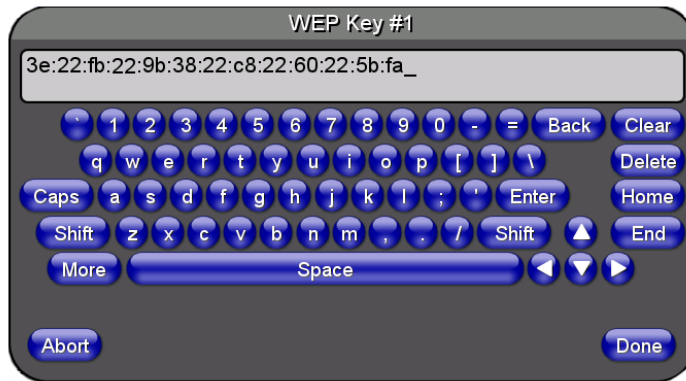 WEP Key #1
3e:22:fb:22:9b:38:22:c8:22:60:22:5b:fa_
` 1 2 3 4 5 6 7 8 9 0 - = Back Clear
q w e r t y u i o p [ ] \ Delete
Caps a s d f g h j k l ; ' Enter Home
Shift z x c v b n m , . / Shift End
More Space
Abort Done